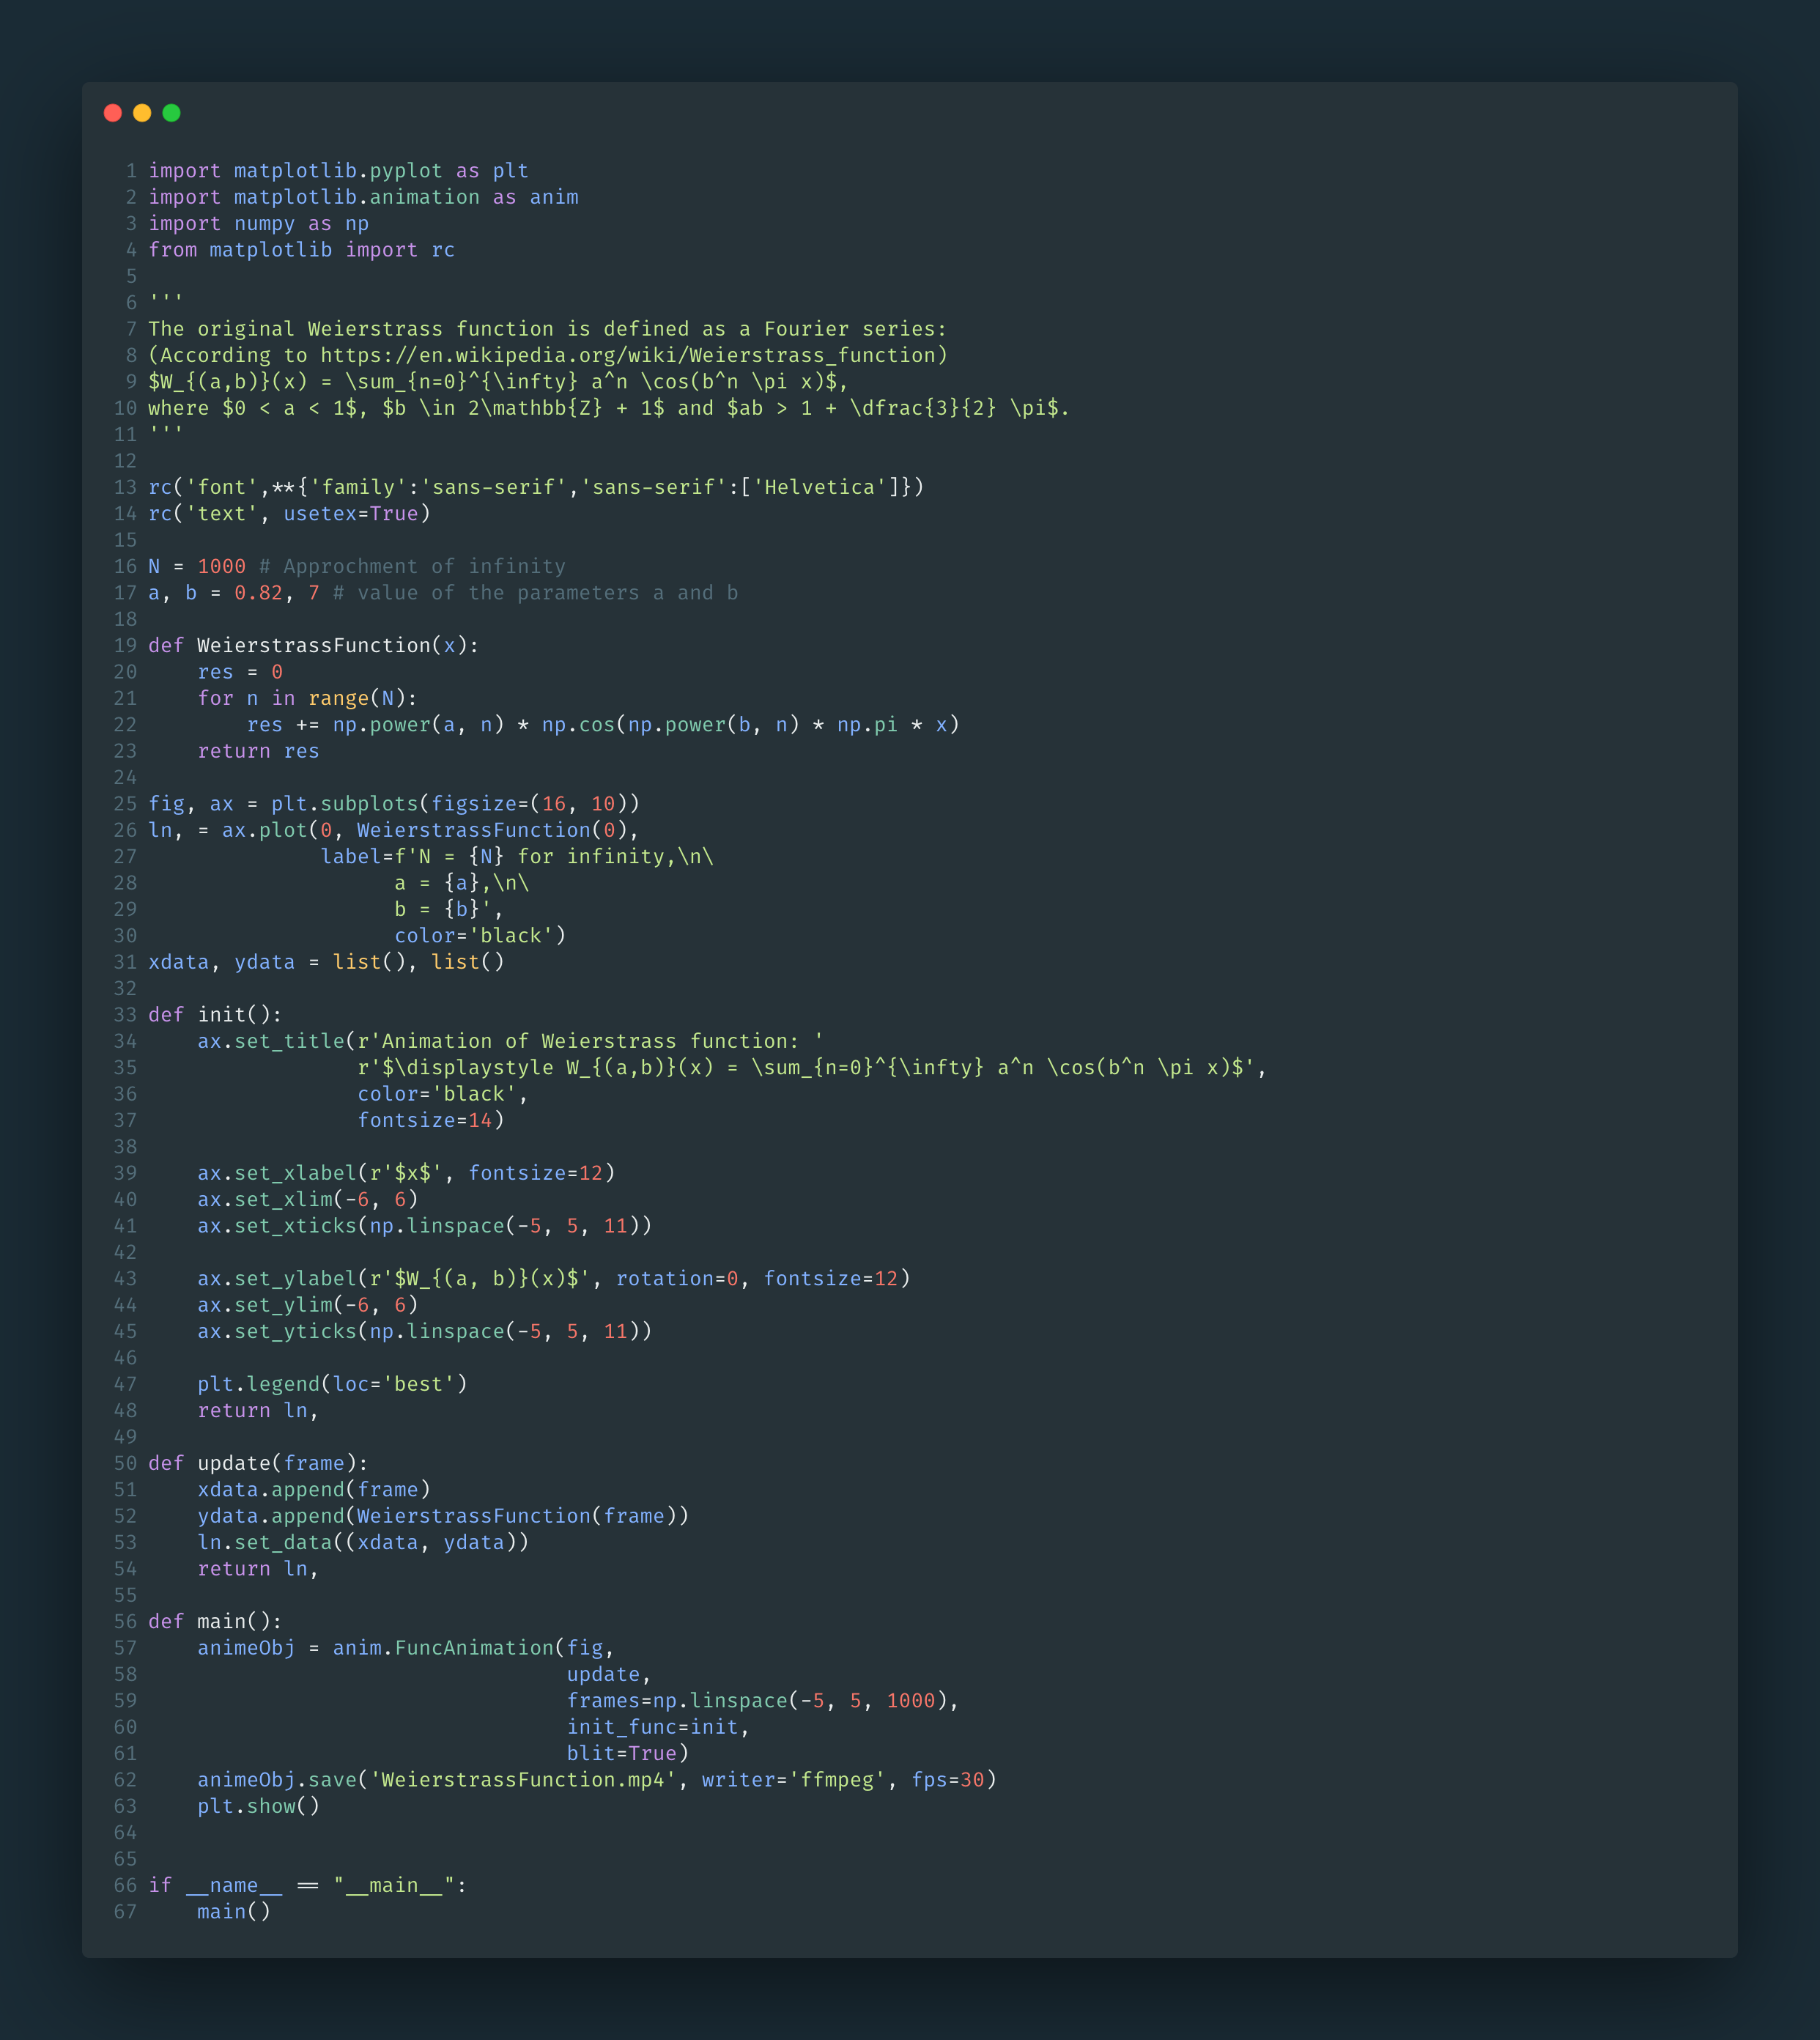 1 import matplotlib.pyplot as plt
2 import matplotlib.animation as anim
3 import numpy as np
4 from matplotlib import rc
5
6 '''
7 The original Weierstrass function is defined as a Fourier series:
8 (According to https://en.wikipedia.org/wiki/Weierstrass_function)
9 $W_{(a,b)}(x) = \sum_{n=0}^{\infty} a^n \cos(b^n \pi x)$,
10 where $0 < a < 1$, $b \in 2\mathbb{Z} + 1$ and $ab > 1 + \dfrac{3}{2} \pi$.
11 '''
12
13 rc('font',**{'family':'sans-serif','sans-serif':['Helvetica']})
14 rc('text', usetex=True)
15
16 N = 1000 # Approchment of infinity
17 a, b = 0.82, 7 # value of the parameters a and b
18
19 def WeierstrassFunction(x):
20     res = 0
21     for n in range(N):
22         res += np.power(a, n) * np.cos(np.power(b, n) * np.pi * x)
23     return res
24
25 fig, ax = plt.subplots(figsize=(16, 10))
26 ln, = ax.plot(0, WeierstrassFunction(0),
27               label=f'N = {N} for infinity,\n\
28                     a = {a},\n\
29                     b = {b}',
30                     color='black')
31 xdata, ydata = list(), list()
32
33 def init():
34     ax.set_title(r'Animation of Weierstrass function: '
35                  r'$\displaystyle W_{(a,b)}(x) = \sum_{n=0}^{\infty} a^n \cos(b^n \pi x)$',
36                  color='black',
37                  fontsize=14)
38
39     ax.set_xlabel(r'$x$', fontsize=12)
40     ax.set_xlim(-6, 6)
41     ax.set_xticks(np.linspace(-5, 5, 11))
42
43     ax.set_ylabel(r'$W_{(a, b)}(x)$', rotation=0, fontsize=12)
44     ax.set_ylim(-6, 6)
45     ax.set_yticks(np.linspace(-5, 5, 11))
46
47     plt.legend(loc='best')
48     return ln,
49
50 def update(frame):
51     xdata.append(frame)
52     ydata.append(WeierstrassFunction(frame))
53     ln.set_data((xdata, ydata))
54     return ln,
55
56 def main():
57     animeObj = anim.FuncAnimation(fig,
58                                   update,
59                                   frames=np.linspace(-5, 5, 1000),
60                                   init_func=init,
61                                   blit=True)
62     animeObj.save('WeierstrassFunction.mp4', writer='ffmpeg', fps=30)
63     plt.show()
64
65
66 if __name__ == "__main__":
67     main()